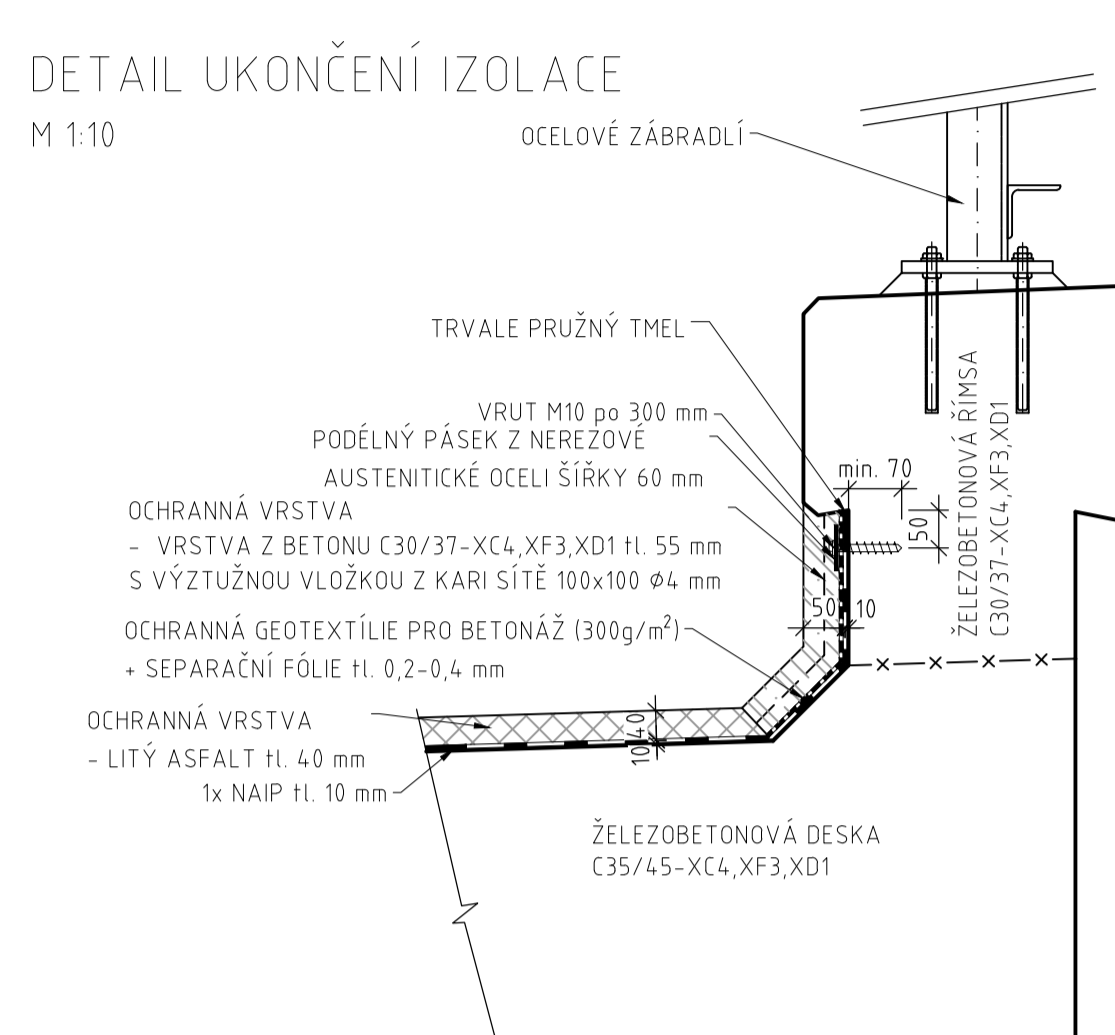 DETAIL UKONČENÍ IZOLACE
M 1:10
OCELOVÉ ZÁBRADLÍ
TRVALE PRUŽNÝ TMEL
VRUT M10 po 300 mm
PODÉLNÝ PÁSEK Z NEREZOVÉ
AUSTENITICKÉ OCELI ŠÍŘKY 60 mm
OCHRANNÁ VRSTVA
- VRSTVA Z BETONU C30/37-XC4,XF3,XD1 tl. 55 mm
S VÝZTUŽNOU VLOŽKOU Z KARI SÍTĚ 100x100 Ø4 mm
OCHRANNÁ GEOTEXTÍLIE PRO BETONÁŽ (300g/m²)
+ SEPARAČNÍ FÓLIE tl. 0,2-0,4 mm
OCHRANNÁ VRSTVA
- LITÝ ASFALT tl. 40 mm
1x NAIP tl. 10 mm
min. 70
50
50
10
10
40
ŽELEZOBETONOVÁ ŘÍMSA
C30/37-XC4,XF3,XD1
ŽELEZOBETONOVÁ DESKA
C35/45-XC4,XF3,XD1